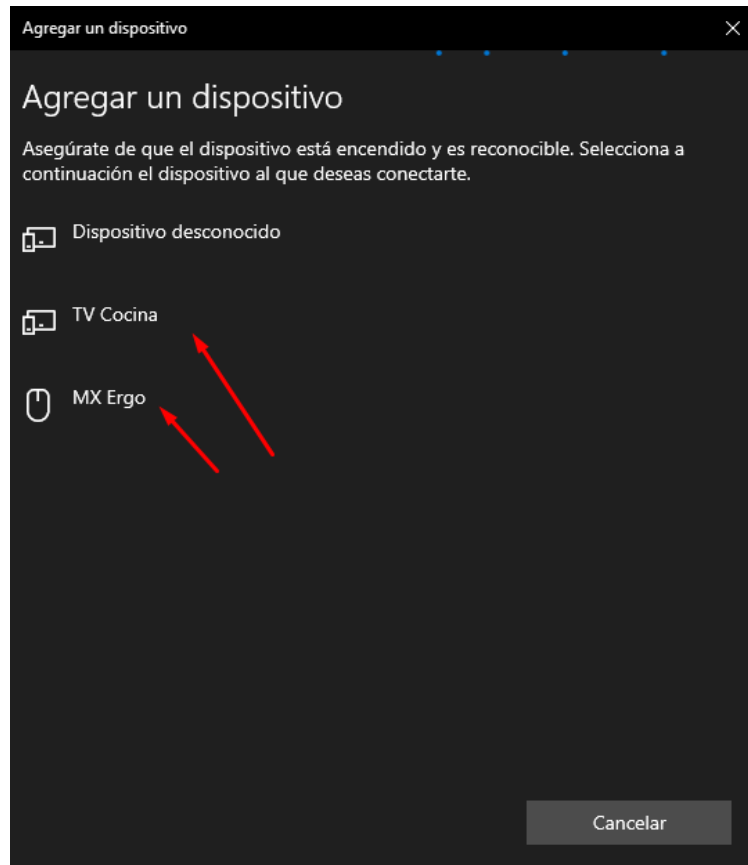 Agregar un dispositivo
Agregar un dispositivo
Asegúrate de que el dispositivo está encendido y es reconocible. Selecciona a
continuación el dispositivo al que deseas conectarte.
Dispositivo desconocido
TV Cocina
MX Ergo
Cancelar